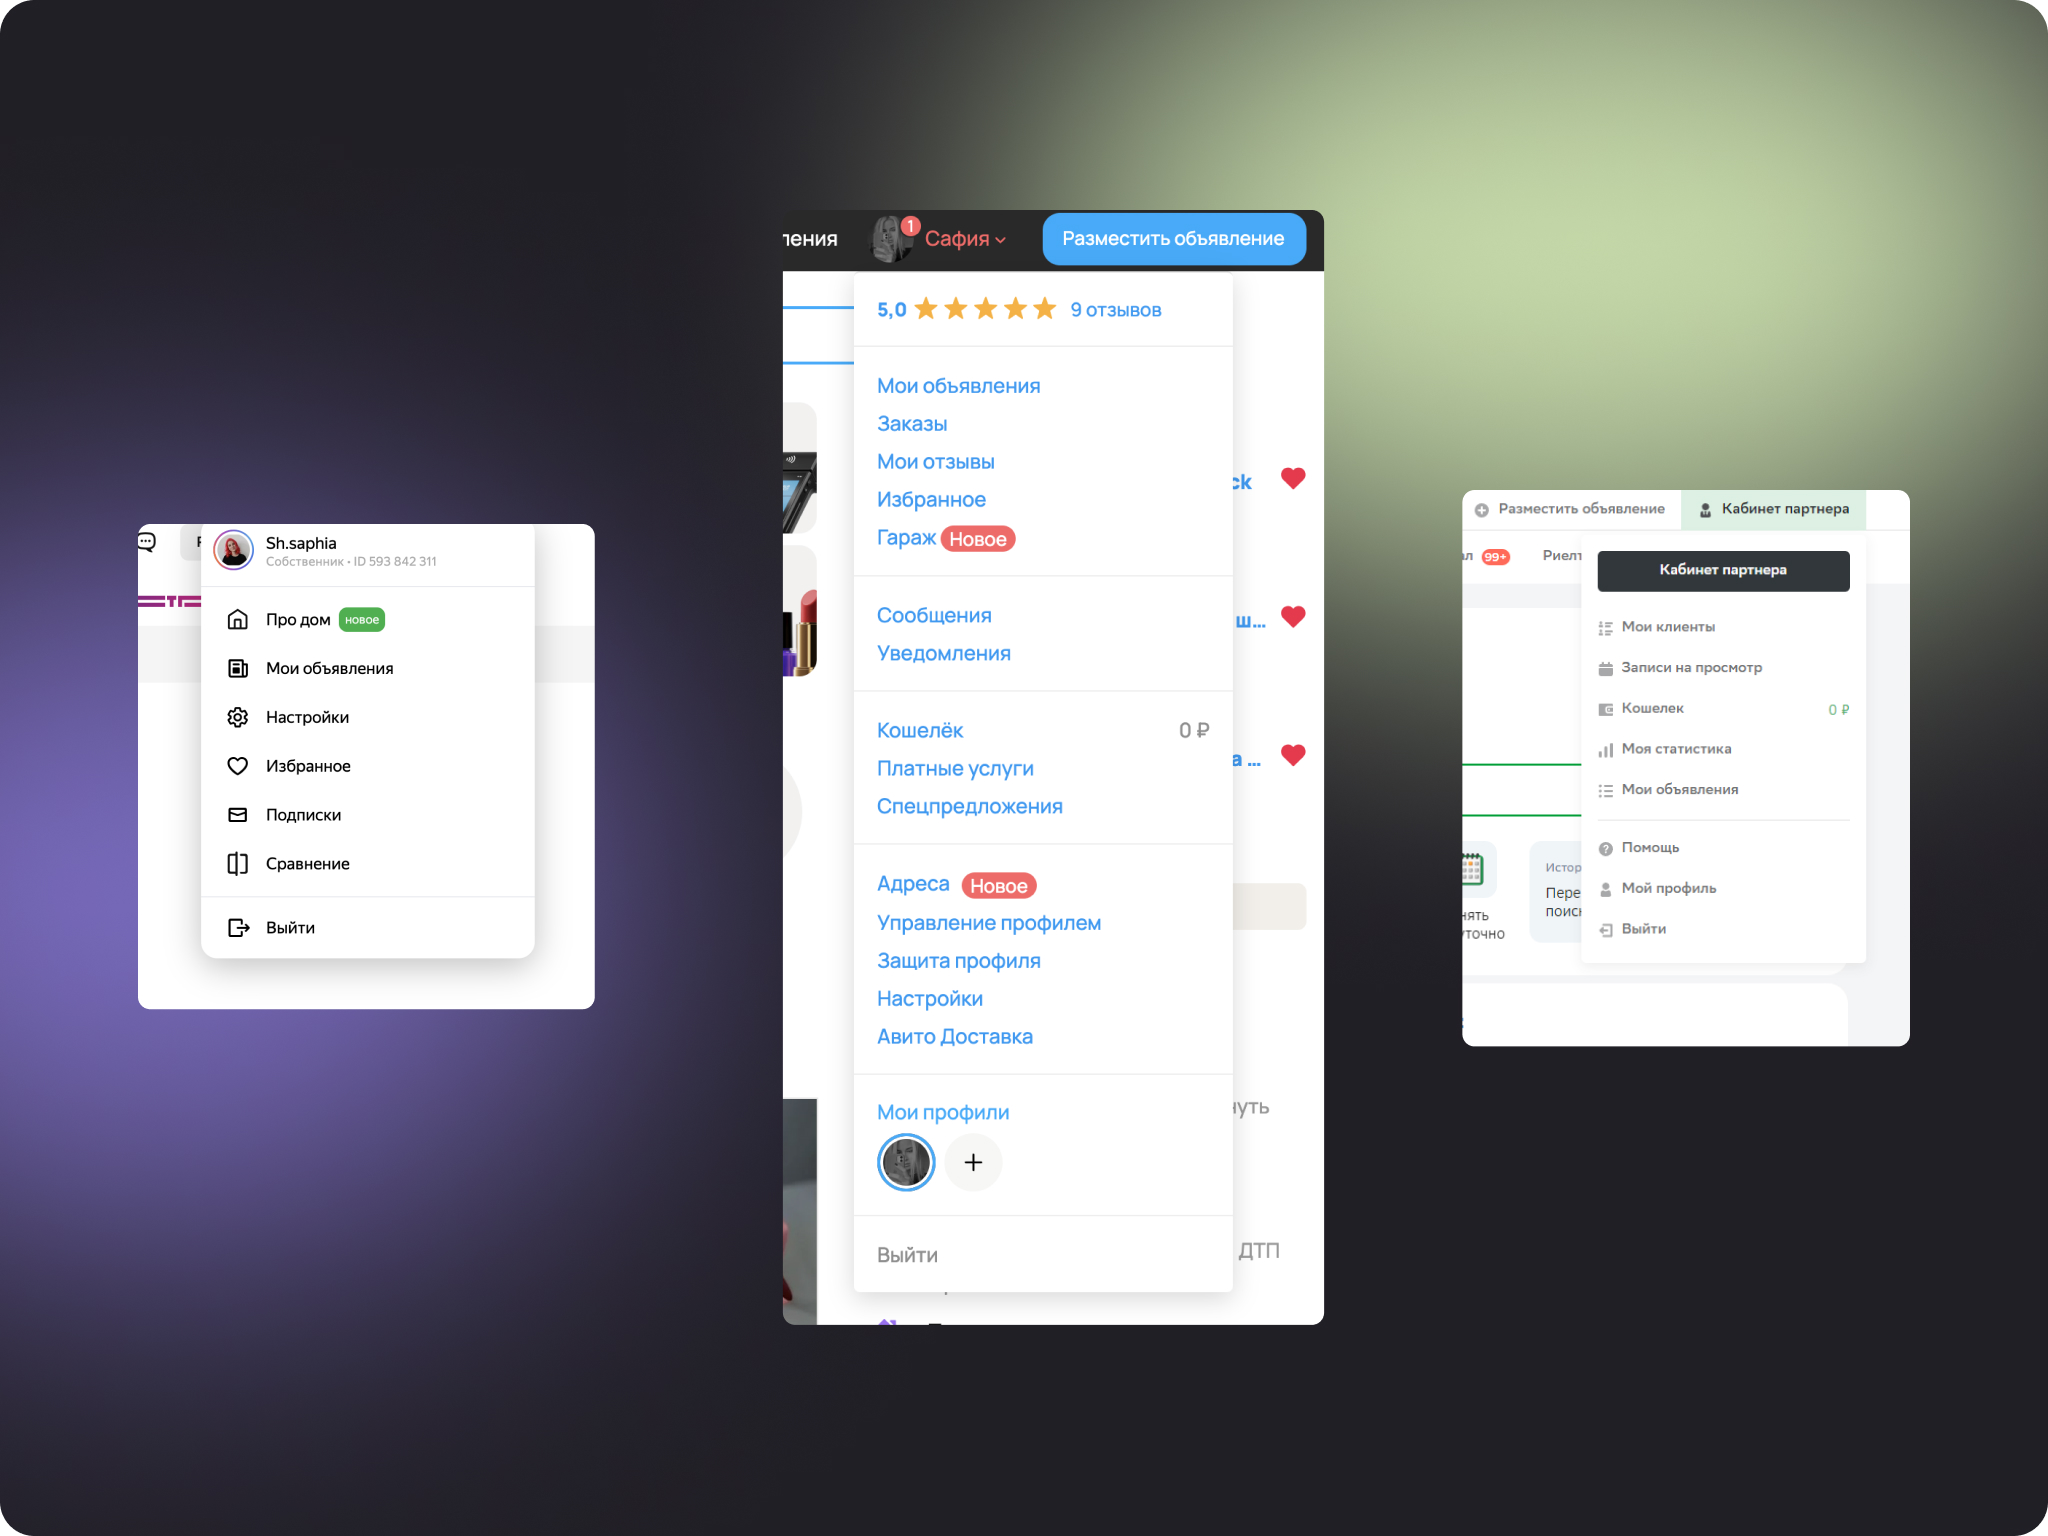 Sh.saphia
Собственник • ID 593 842 311
Про дом новое
Мои объявления
Настройки
Избранное
Подписки
Сравнение
Выйти
ления
1
Сафия
Разместить объявление
5,0
9 отзывов
Мои объявления
Заказы
Мои отзывы
Избранное
Гараж Новое
Сообщения
Уведомления
Кошелёк 0 ₽
Платные услуги
Спецпредложения
Адреса Новое
Управление профилем
Защита профиля
Настройки
Авито Доставка
Мои профили
+
Выйти
ck
ш...
а ...
нуть
ДТП
Разместить объявление
Кабинет партнера
99+
Риелт
Кабинет партнера
Мои клиенты
Записи на просмотр
Кошелек 0 ₽
Моя статистика
Мои объявления
Помощь
Мой профиль
Выйти
Истор
Пере
поиск
нять
уточно